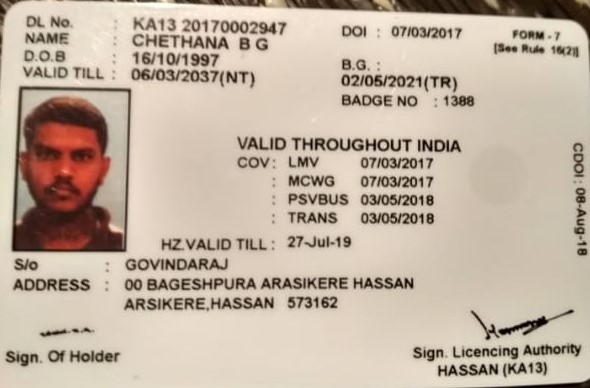 DL No. : KA13 20170002947 DOI : 07/03/2017 FORM - 7
NAME : CHETHANA B G [See Rule 16(2)]
D.O.B : 16/10/1997 B.G. :
VALID TILL : 06/03/2037(NT) 02/05/2021(TR)
BADGE NO : 1388
VALID THROUGHOUT INDIA
COV : LMV 07/03/2017
: MCWG 07/03/2017
: PSVBUS 03/05/2018
: TRANS 03/05/2018
HZ.VALID TILL : 27-Jul-19
CDOI : 08-Aug-18
S/o : GOVINDARAJ
ADDRESS : 00 BAGESHPURA ARASIKERE HASSAN
ARSIKERE,HASSAN 573162
Sign. Of Holder
Sign. Licencing Authority
HASSAN (KA13)